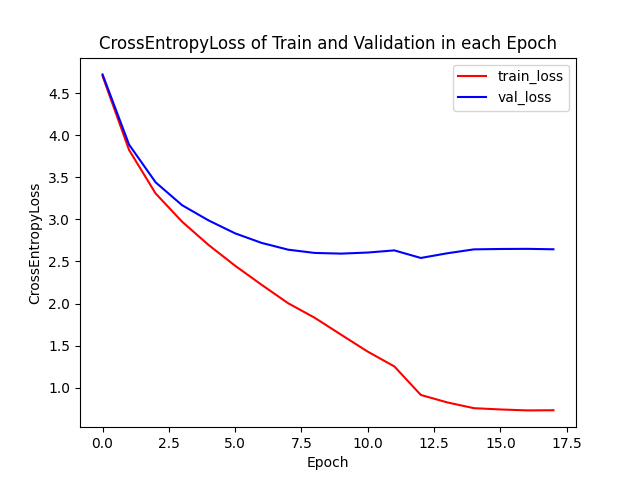 CrossEntropyLoss of Train and Validation in each Epoch
train_loss
val_loss
CrossEntropyLoss
4.5
4.0
3.5
3.0
2.5
2.0
1.5
1.0
0.0 2.5 5.0 7.5 10.0 12.5 15.0 17.5
Epoch